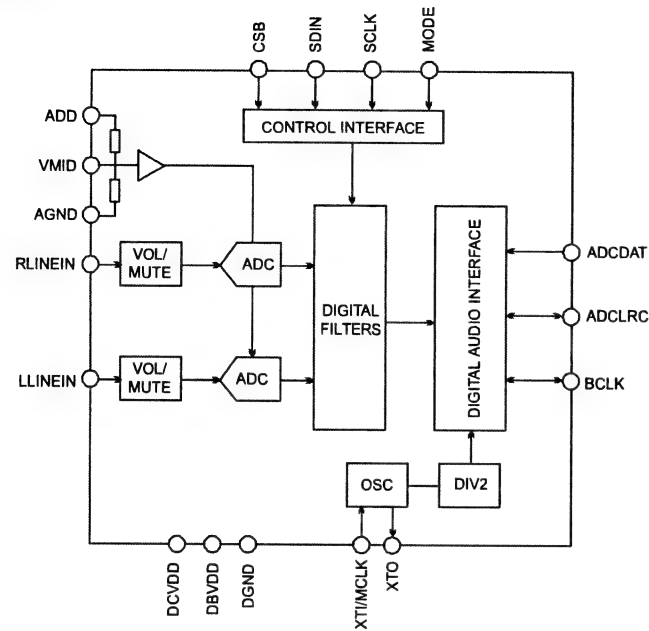 CSB
SDIN
SCLK
MODE
CONTROL INTERFACE
ADD
VMID
AGND
RLINEIN
VOL/
MUTE
ADC
LLINEIN
VOL/
MUTE
ADC
DIGITAL
FILTERS
DIGITAL AUDIO INTERFACE
ADCDAT
ADCLRC
BCLK
OSC
DIV2
DCVDD
DBVDD
DGND
XTI/MCLK
XTO